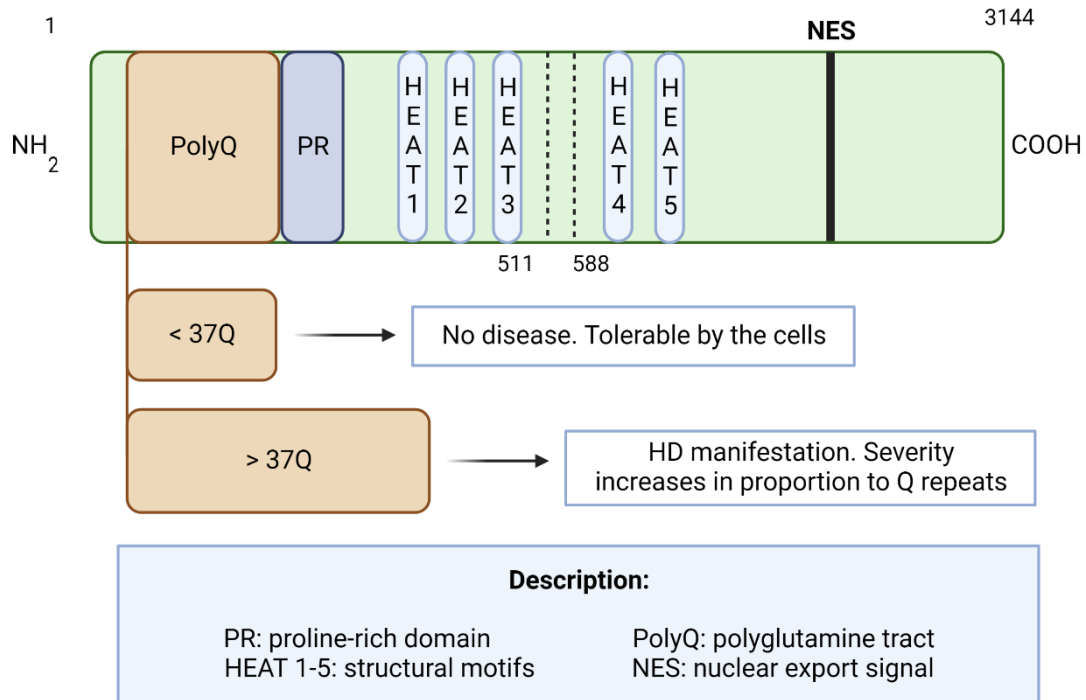 1
3144
NES
NH2
PolyQ
PR
HEAT1
HEAT2
HEAT3
HEAT4
HEAT5
COOH
511
588
< 37Q
No disease. Tolerable by the cells
> 37Q
HD manifestation. Severity
increases in proportion to Q repeats
Description:
PR: proline-rich domain
PolyQ: polyglutamine tract
HEAT 1-5: structural motifs
NES: nuclear export signal